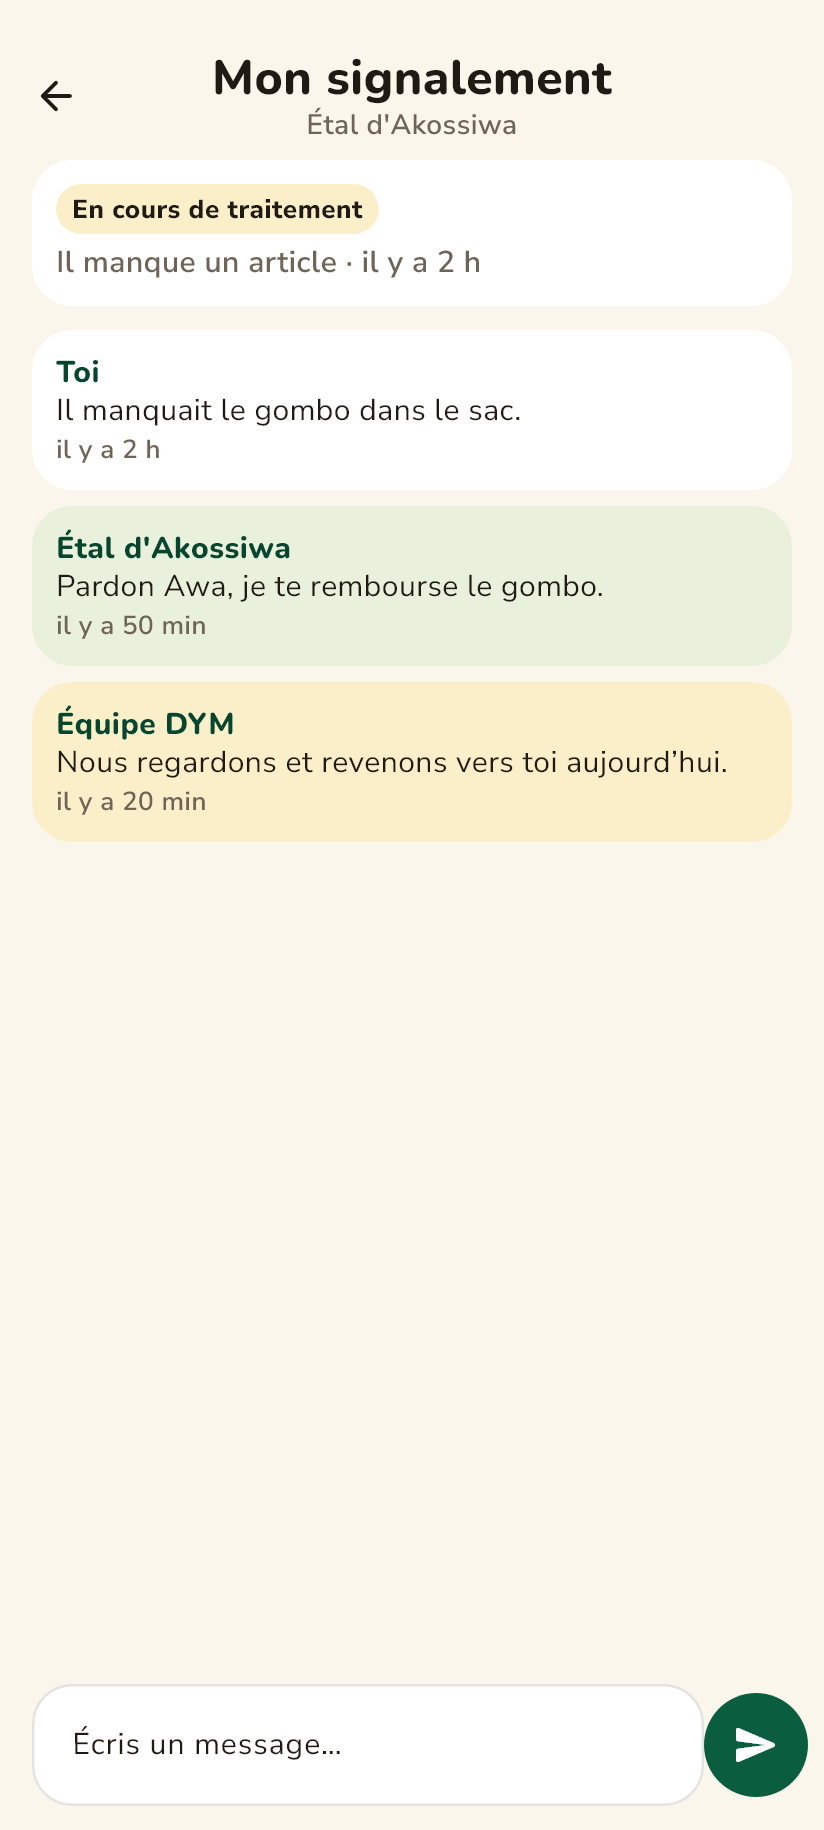 Mon signalement
Étal d'Akossiwa
En cours de traitement
Il manque un article · il y a 2 h
Toi
Il manquait le gombo dans le sac.
il y a 2 h
Étal d'Akossiwa
Pardon Awa, je te rembourse le gombo.
il y a 50 min
Équipe DYM
Nous regardons et revenons vers toi aujourd’hui.
il y a 20 min
Écris un message…